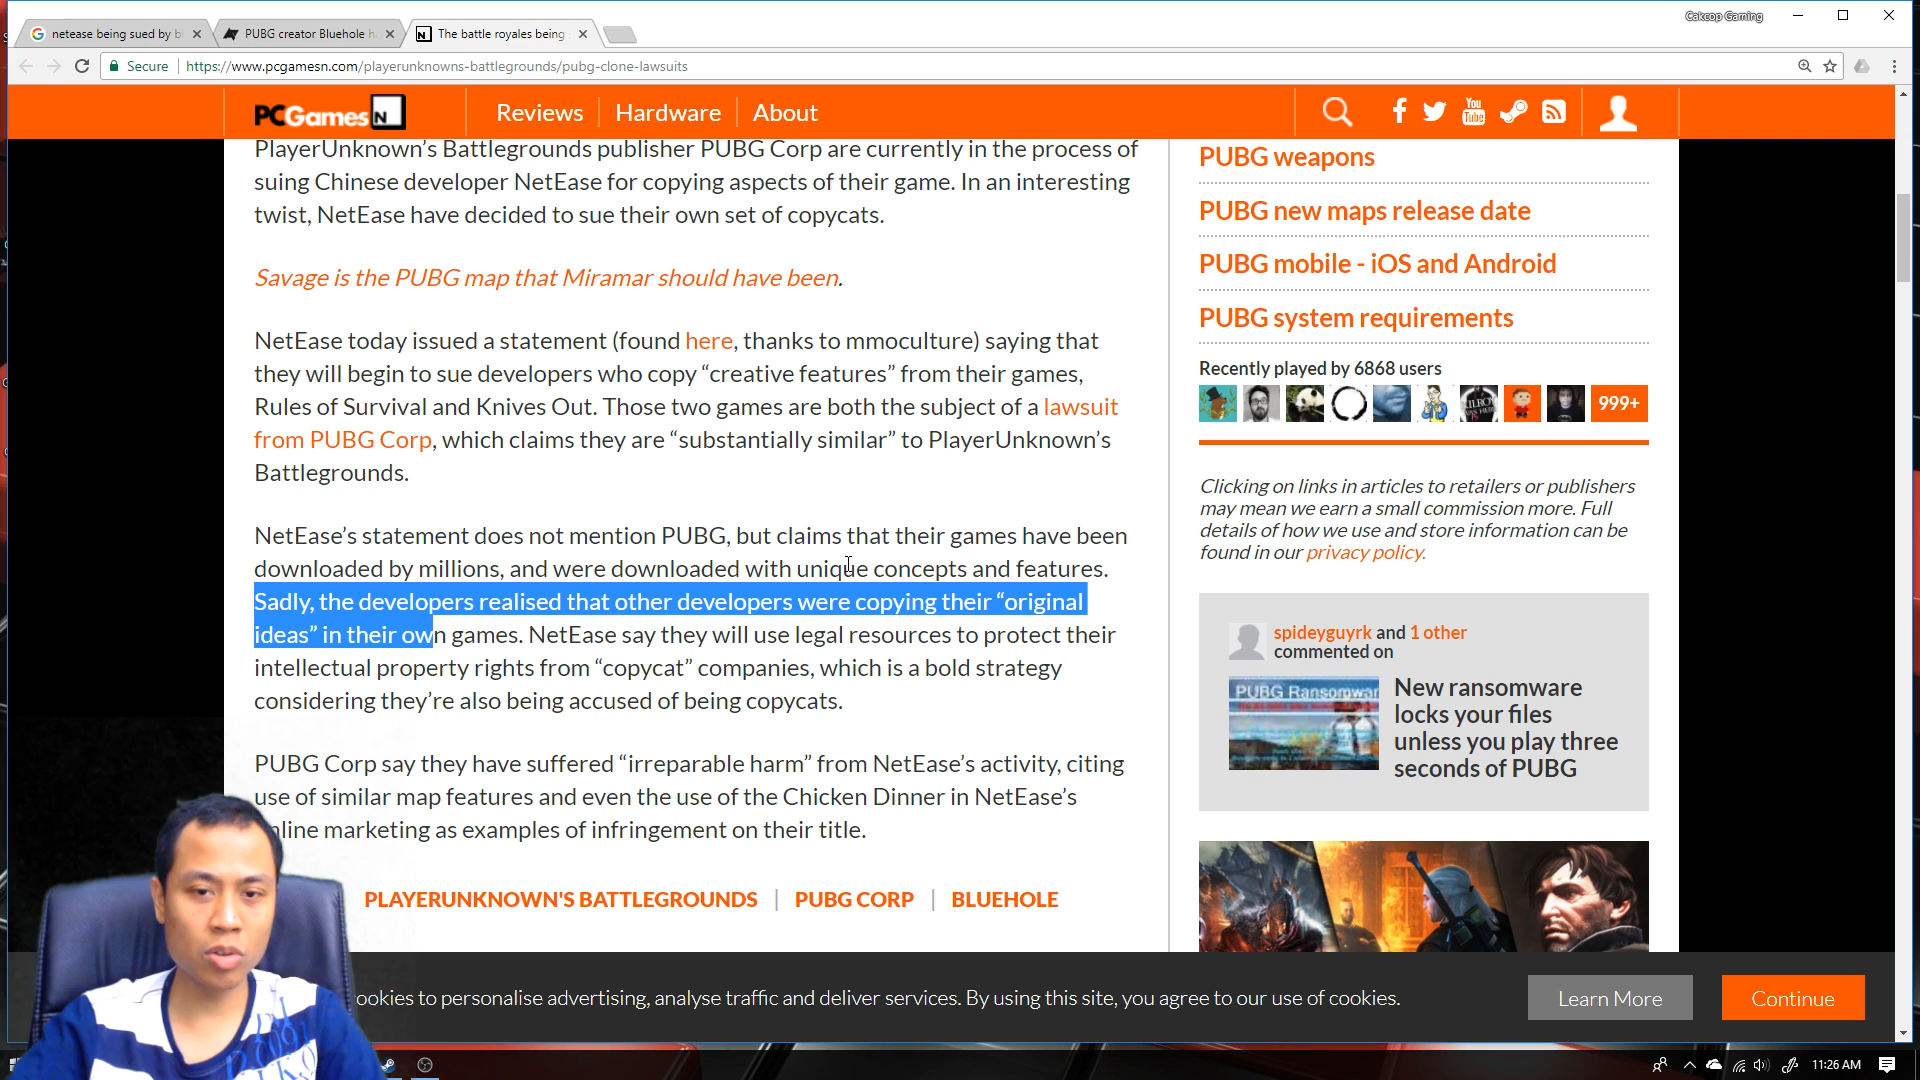 Cakcop Gaming
netease being sued by bl
PUBG creator Bluehole h
The battle royales being
Secure
https://www.pcgamesn.com/playerunknowns-battlegrounds/pubg-clone-lawsuits
PCGamesN
Reviews
Hardware
About
You Tube
PlayerUnknown's Battlegrounds publisher PUBG Corp are currently in the process of
suing Chinese developer NetEase for copying aspects of their game. In an interesting
twist, NetEase have decided to sue their own set of copycats.
Savage is the PUBG map that Miramar should have been.
NetEase today issued a statement (found here, thanks to mmoculture) saying that
they will begin to sue developers who copy “creative features” from their games,
Rules of Survival and Knives Out. Those two games are both the subject of a lawsuit
from PUBG Corp, which claims they are “substantially similar” to PlayerUnknown's
Battlegrounds.
NetEase's statement does not mention PUBG, but claims that their games have been
downloaded by millions, and were downloaded with unique concepts and features.
Sadly, the developers realised that other developers were copying their “original
ideas” in their own games. NetEase say they will use legal resources to protect their
intellectual property rights from “copycat” companies, which is a bold strategy
considering they're also being accused of being copycats.
PUBG Corp say they have suffered “irreparable harm” from NetEase's activity, citing
use of similar map features and even the use of the Chicken Dinner in NetEase's
nline marketing as examples of infringement on their title.
PLAYERUNKNOWN'S BATTLEGROUNDS | PUBG CORP | BLUEHOLE
PUBG weapons
PUBG new maps release date
PUBG mobile - iOS and Android
PUBG system requirements
Recently played by 6868 users
KILROY WAS HERE
999+
Clicking on links in articles to retailers or publishers
may mean we earn a small commission more. Full
details of how we use and store information can be
found in our privacy policy.
spideyguyrk and 1 other
commented on
PUBG Ransomwar
New ransomware
locks your files
unless you play three
seconds of PUBG
ookies to personalise advertising, analyse traffic and deliver services. By using this site, you agree to our use of cookies.
Learn More
Continue
11:26 AM